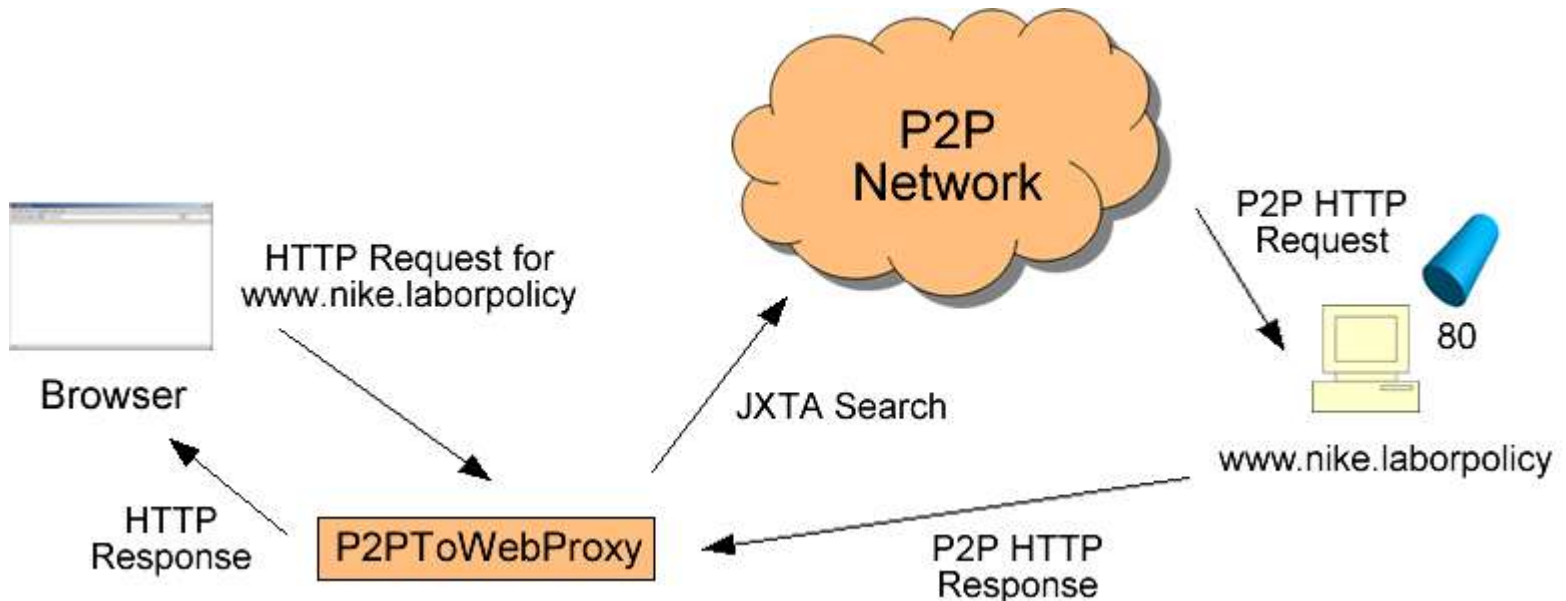 P2P
Network
P2P HTTP
Request
HTTP Request for
www.nike.laborpolicy
80
Browser
JXTA Search
www.nike.laborpolicy
HTTP
Response
P2PToWebProxy
P2P HTTP
Response